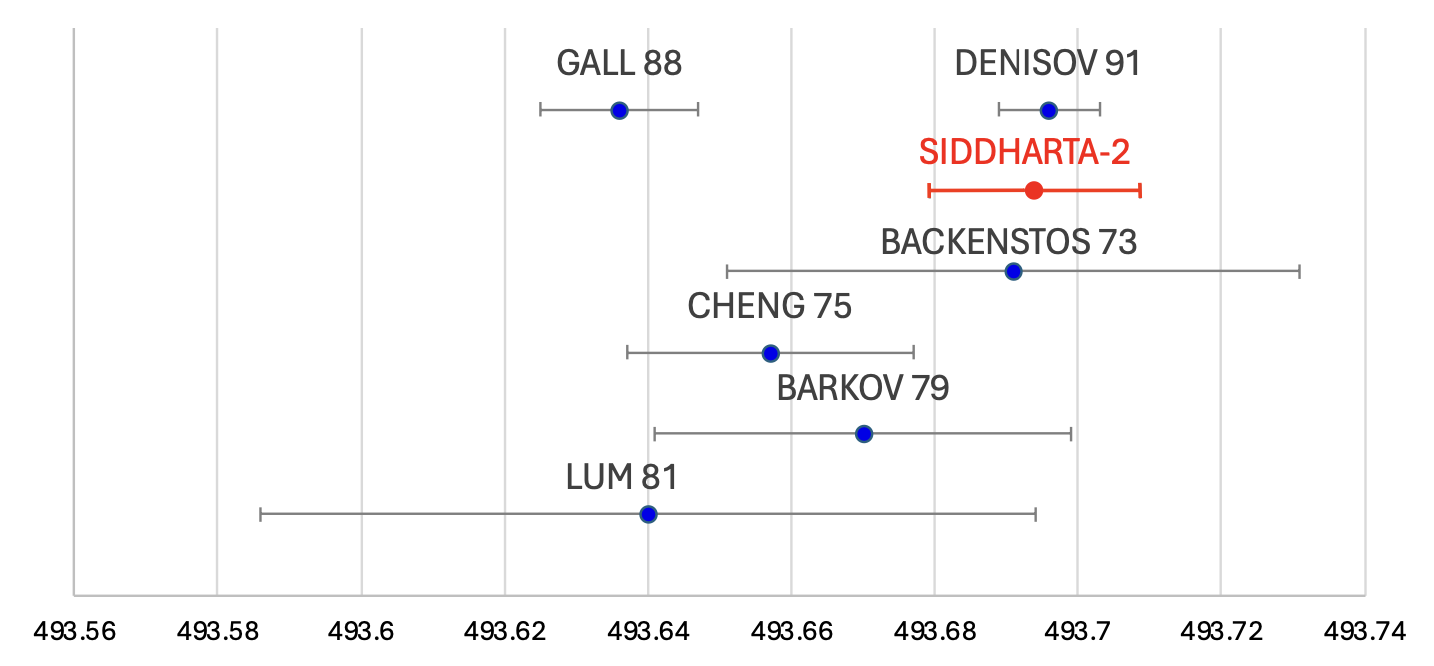 GALL 88
DENISOV 91
SIDDHARTA-2
BACKENSTOS 73
CHENG 75
BARKOV 79
LUM 81
493.56 493.58 493.6 493.62 493.64 493.66 493.68 493.7 493.72 493.74